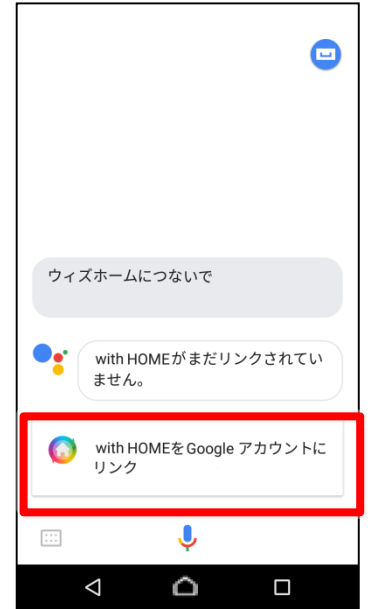 ウィズホームにつないで
with HOMEがまだリンクされてい
ません。
with HOMEをGoogle アカウントに
リンク